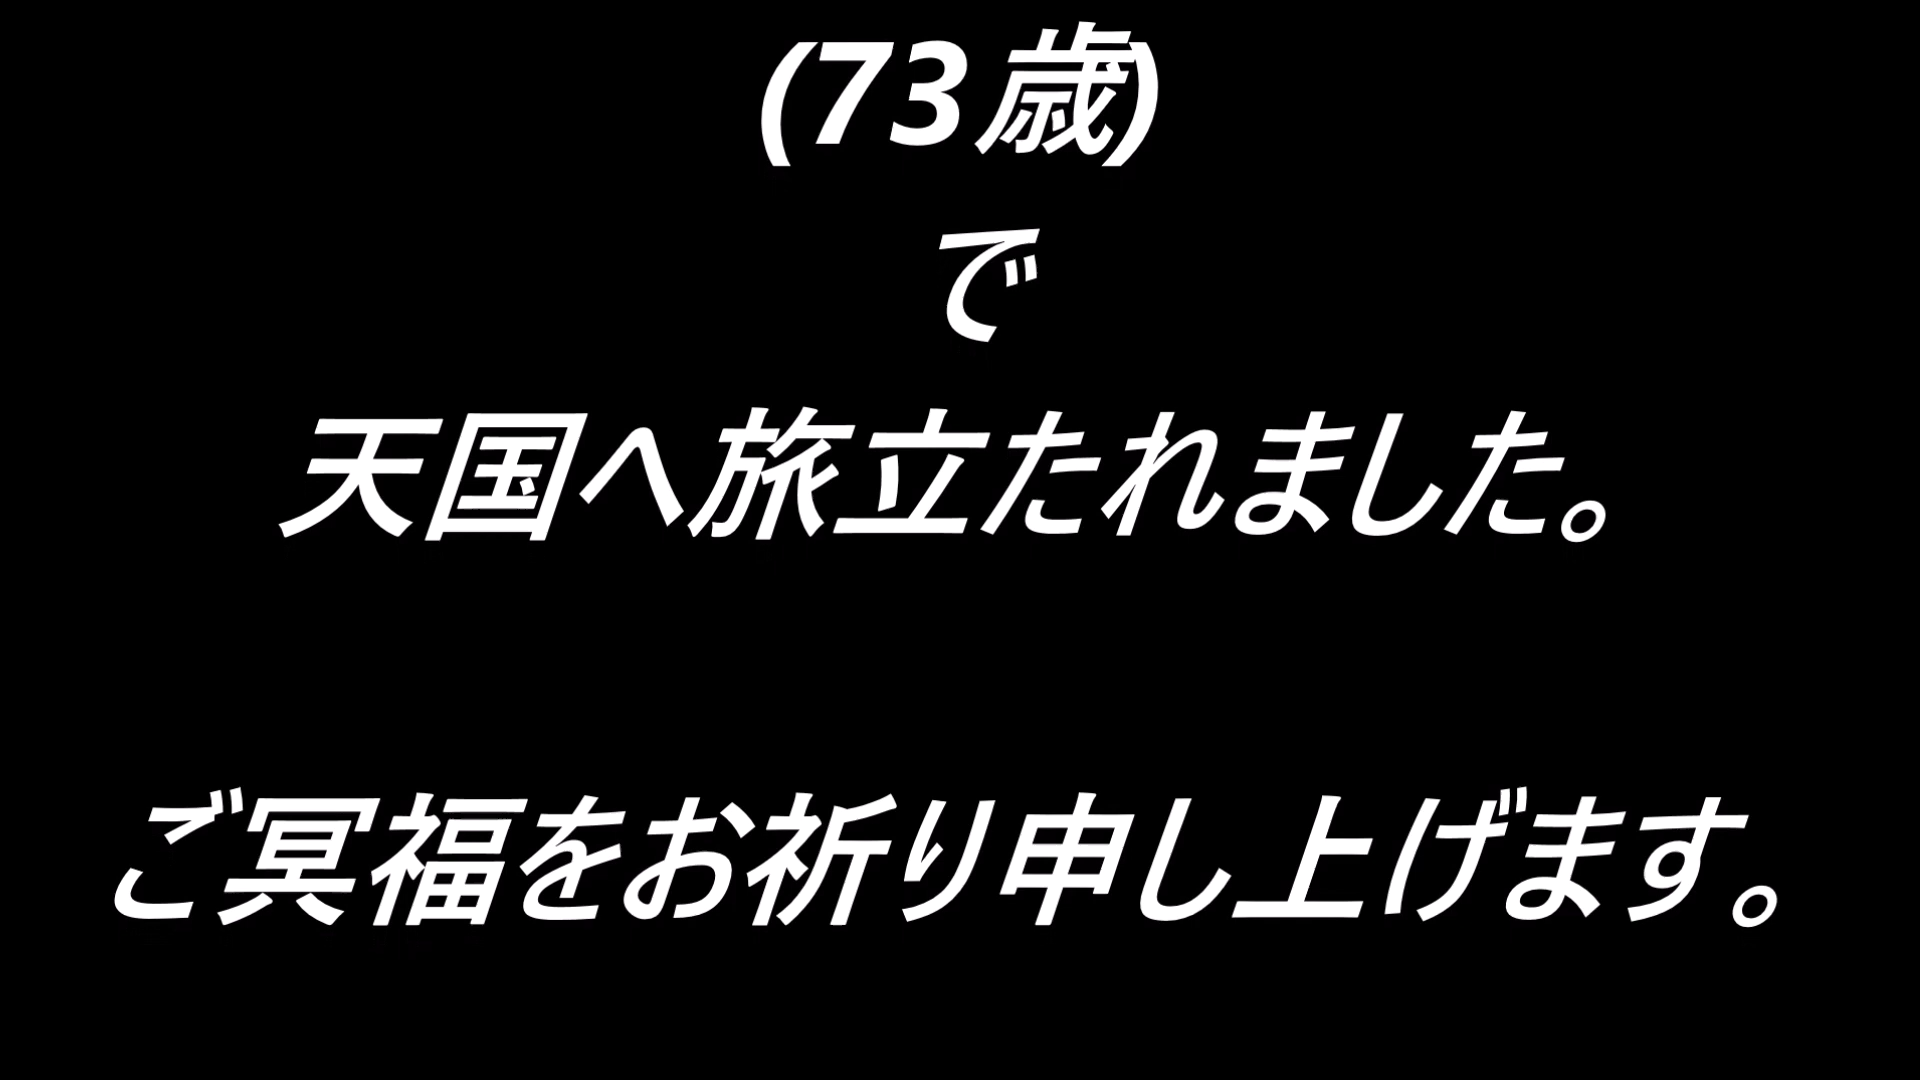 (73歳)
で
天国へ旅立たれました。
ご冥福をお祈り申し上げます。